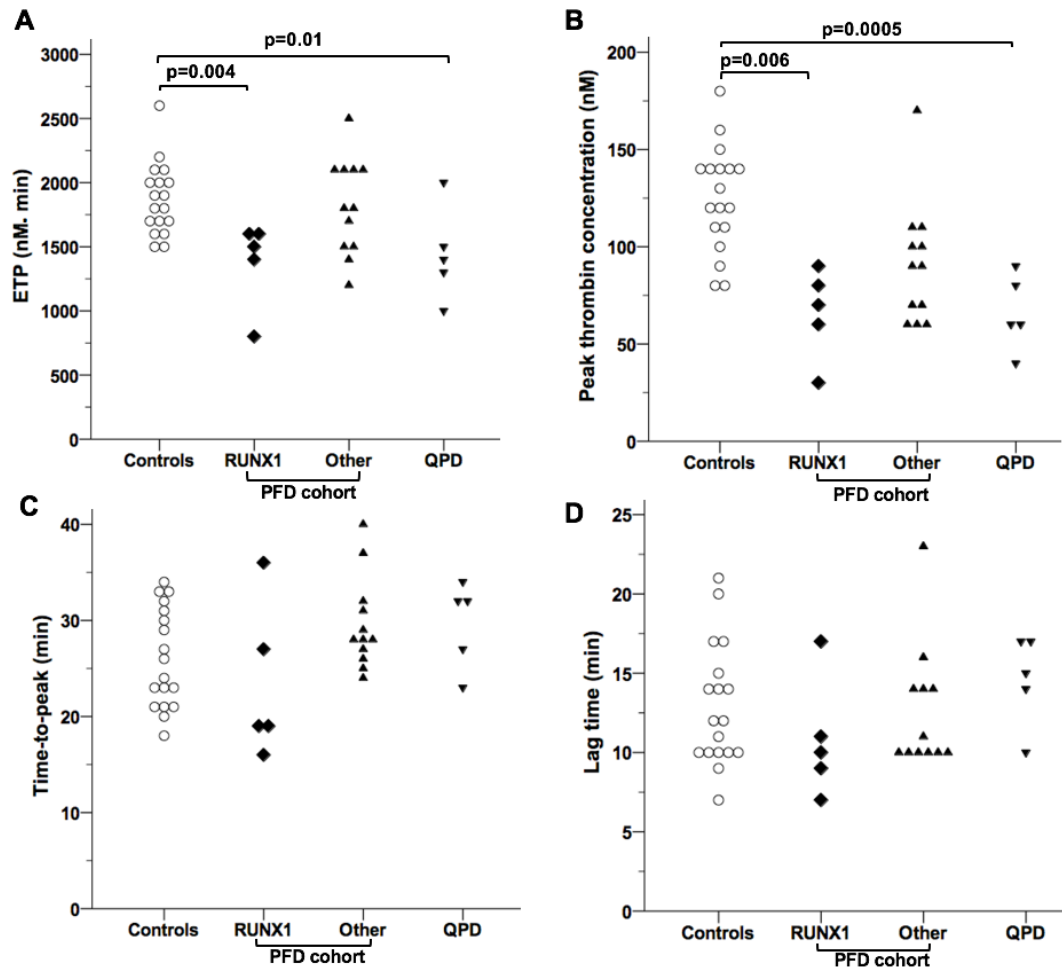 A
ETP (nM. min)
3000
2500
2000
1500
1000
500
0
p=0.01
p=0.004
Controls RUNX1 Other QPD
PFD cohort
B
Peak thrombin concentration (nM)
200
150
100
50
0
p=0.0005
p=0.006
Controls RUNX1 Other QPD
PFD cohort
C
Time-to-peak (min)
40
30
20
10
0
Controls RUNX1 Other QPD
PFD cohort
D
Lag time (min)
25
20
15
10
5
0
Controls RUNX1 Other QPD
PFD cohort